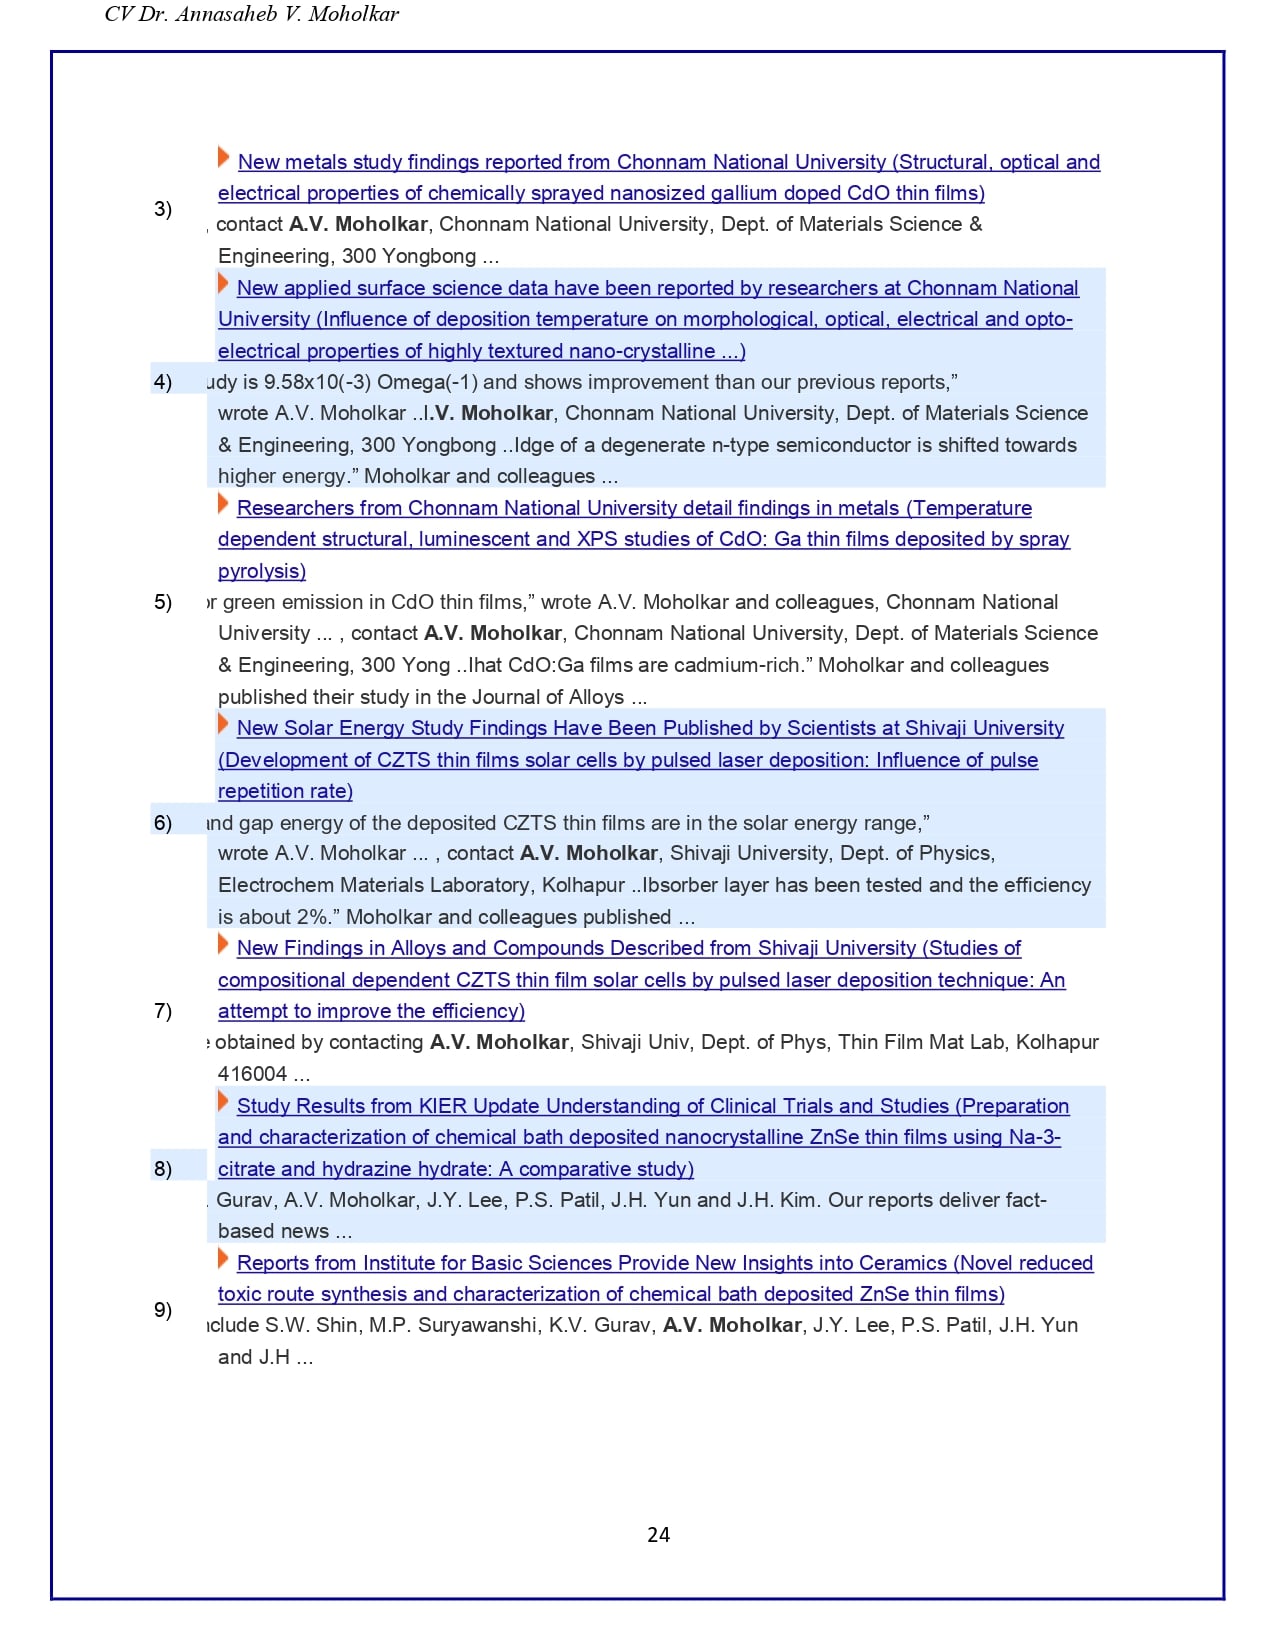 CV Dr. Annasaheb V. Moholkar
New metals study findings reported from Chonnam National University (Structural, optical and
electrical properties of chemically sprayed nanosized gallium doped CdO thin films)
3)
, contact A.V. Moholkar, Chonnam National University, Dept. of Materials Science &
Engineering, 300 Yongbong ...
New applied surface science data have been reported by researchers at Chonnam National
University (Influence of deposition temperature on morphological, optical, electrical and opto-
electrical properties of highly textured nano-crystalline ...)
4) udy is 9.58x10(-3) Omega(-1) and shows improvement than our previous reports,”
wrote A.V. Moholkar ..I.V. Moholkar, Chonnam National University, Dept. of Materials Science
& Engineering, 300 Yongbong ..Idge of a degenerate n-type semiconductor is shifted towards
higher energy.” Moholkar and colleagues ...
Researchers from Chonnam National University detail findings in metals (Temperature
dependent structural, luminescent and XPS studies of CdO: Ga thin films deposited by spray
pyrolysis)
5) or green emission in CdO thin films,” wrote A.V. Moholkar and colleagues, Chonnam National
University ... , contact A.V. Moholkar, Chonnam National University, Dept. of Materials Science
& Engineering, 300 Yong ..Ihat CdO:Ga films are cadmium-rich.” Moholkar and colleagues
published their study in the Journal of Alloys ...
New Solar Energy Study Findings Have Been Published by Scientists at Shivaji University
(Development of CZTS thin films solar cells by pulsed laser deposition: Influence of pulse
repetition rate)
6) and gap energy of the deposited CZTS thin films are in the solar energy range,”
wrote A.V. Moholkar ... , contact A.V. Moholkar, Shivaji University, Dept. of Physics,
Electrochem Materials Laboratory, Kolhapur ..Ibsorber layer has been tested and the efficiency
is about 2%.” Moholkar and colleagues published ...
New Findings in Alloys and Compounds Described from Shivaji University (Studies of
compositional dependent CZTS thin film solar cells by pulsed laser deposition technique: An
7) attempt to improve the efficiency)
e obtained by contacting A.V. Moholkar, Shivaji Univ, Dept. of Phys, Thin Film Mat Lab, Kolhapur
416004 ...
Study Results from KIER Update Understanding of Clinical Trials and Studies (Preparation
and characterization of chemical bath deposited nanocrystalline ZnSe thin films using Na-3-
8) citrate and hydrazine hydrate: A comparative study)
. Gurav, A.V. Moholkar, J.Y. Lee, P.S. Patil, J.H. Yun and J.H. Kim. Our reports deliver fact-
based news ...
Reports from Institute for Basic Sciences Provide New Insights into Ceramics (Novel reduced
toxic route synthesis and characterization of chemical bath deposited ZnSe thin films)
9)
nclude S.W. Shin, M.P. Suryawanshi, K.V. Gurav, A.V. Moholkar, J.Y. Lee, P.S. Patil, J.H. Yun
and J.H ...
24